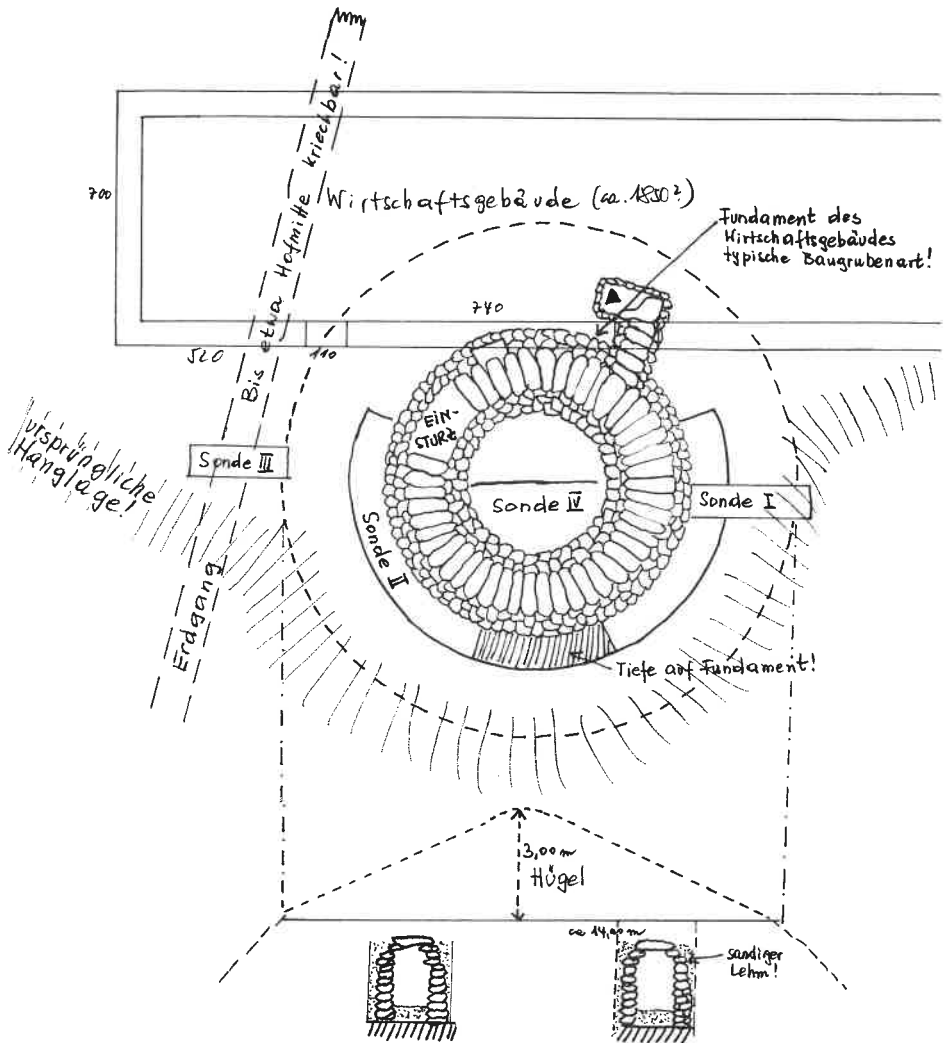 Bis etwa Hofmitte kriechbar!
700
Wirtschaftsgebäude (ca. 1850?)
Fundament des
Wirtschaftsgebäudes
typische Baugrubenart!
740
520
110
EIN-
STURZ
ursprüngliche
Hanglage!
Sonde III
Sonde IV
Sonde I
Sonde II
Erdgang
Tiefe auf Fundament!
3,00 m
Hügel
ca 14,00 m
sandiger
Lehm!